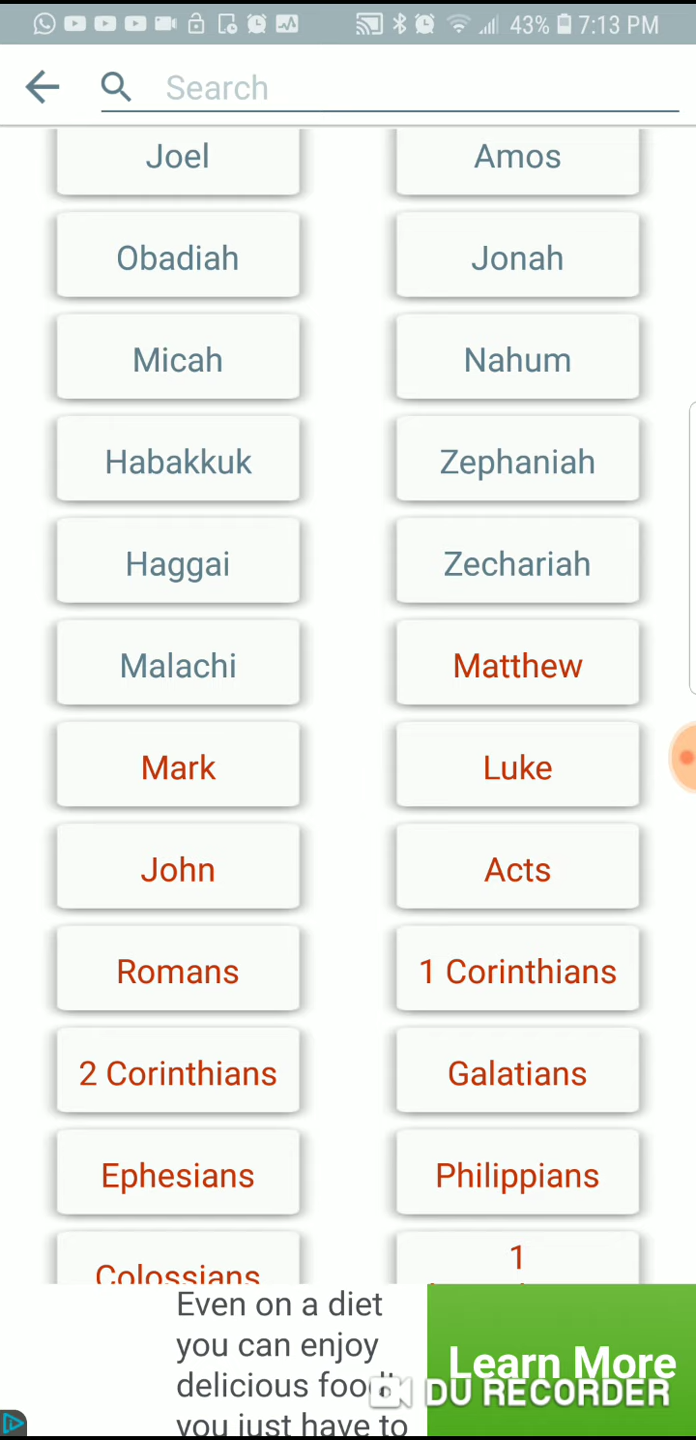 43% 7:13 PM
Search
Joel Amos
Obadiah Jonah
Micah Nahum
Habakkuk Zephaniah
Haggai Zechariah
Malachi Matthew
Mark Luke
John Acts
Romans 1 Corinthians
2 Corinthians Galatians
Ephesians Philippians
Colossians 1
Even on a diet
you can enjoy
delicious food!
you just have to
Learn More
DU RECORDER